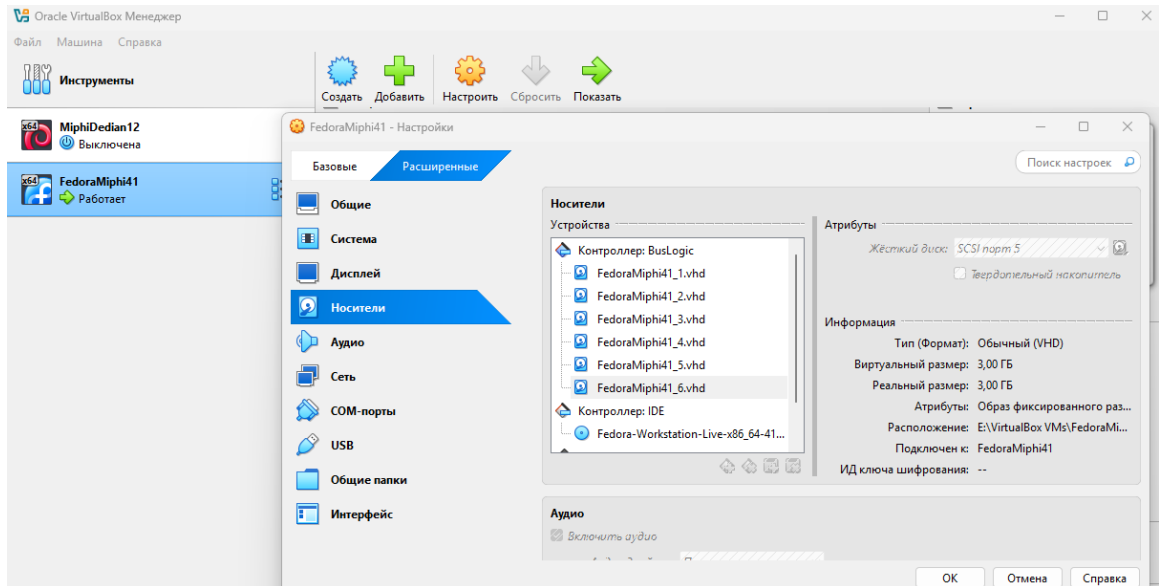 Oracle VirtualBox Менеджер
Файл Машина Справка
Инструменты
Создать Добавить Настроить Сбросить Показать
x64 MiphiDedian12
Выключена
x64 FedoraMiphi41
Работает
FedoraMiphi41 - Настройки
Базовые Расширенные Поиск настроек
Общие
Система
Дисплей
Носители
Аудио
Сеть
COM-порты
USB
Общие папки
Интерфейс
Носители
Устройства
Контроллер: BusLogic
FedoraMiphi41_1.vhd
FedoraMiphi41_2.vhd
FedoraMiphi41_3.vhd
FedoraMiphi41_4.vhd
FedoraMiphi41_5.vhd
FedoraMiphi41_6.vhd
Контроллер: IDE
Fedora-Workstation-Live-x86_64-41...
Атрибуты
Жёсткий диск: SCSI порт 5
Твердотельный накопитель
Информация
Тип (Формат): Обычный (VHD)
Виртуальный размер: 3,00 ГБ
Реальный размер: 3,00 ГБ
Атрибуты: Образ фиксированного раз...
Расположение: E:\VirtualBox VMs\FedoraMi...
Подключен к: FedoraMiphi41
ИД ключа шифрования: --
Аудио
Включить аудио
OK Отмена Справка